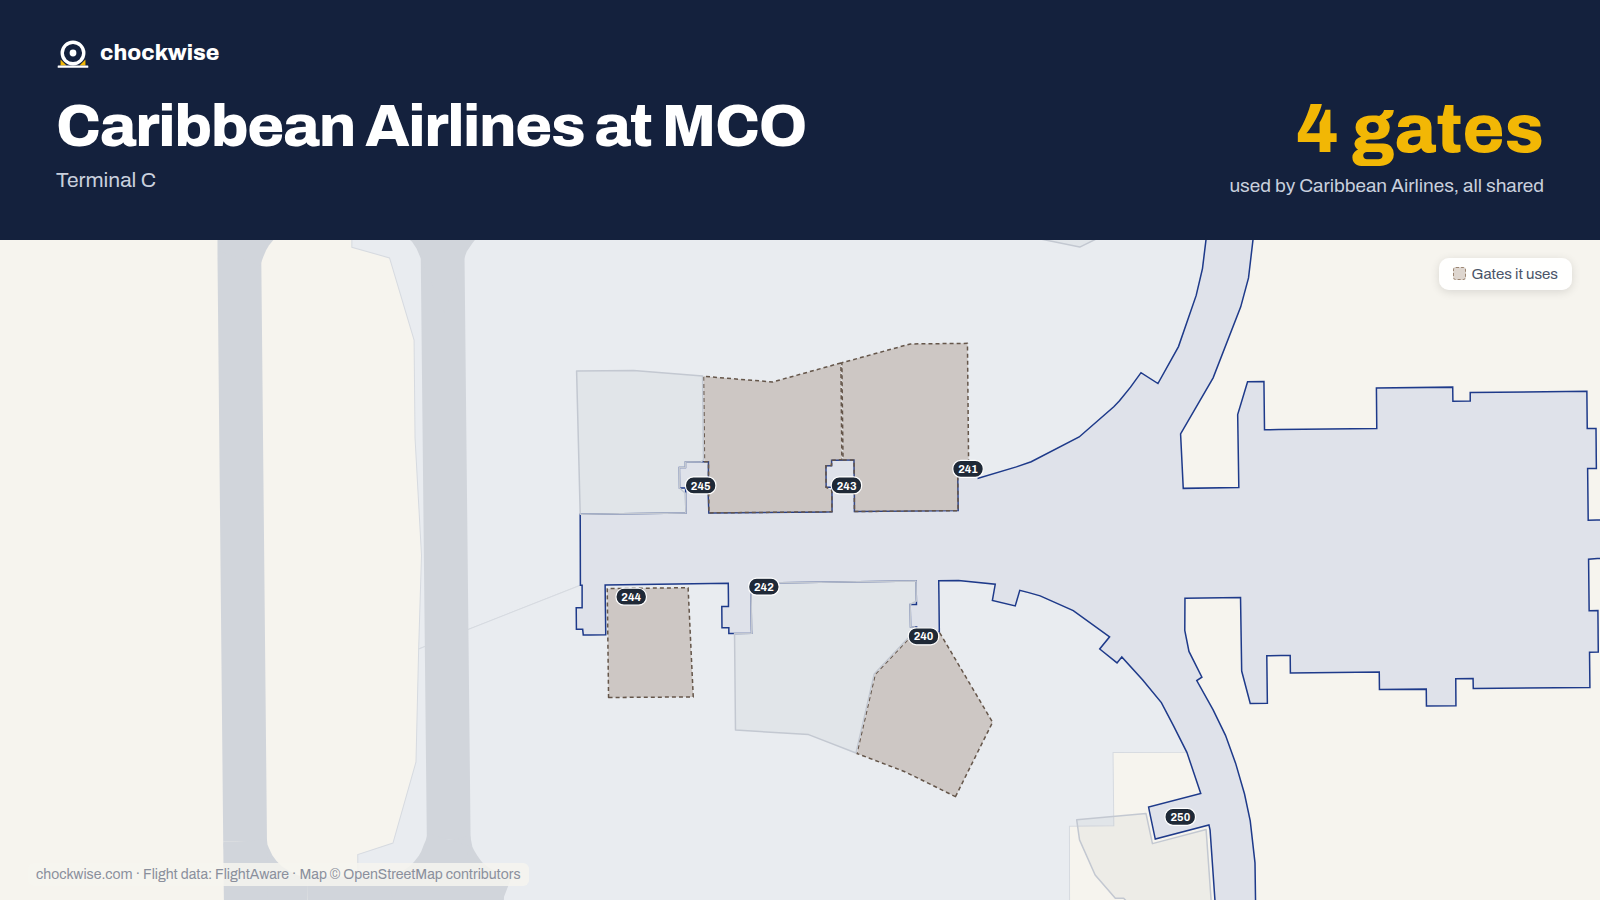 chockwise
Caribbean Airlines at MCO
Terminal C
4 gates
used by Caribbean Airlines, all shared
Gates it uses
241
245
243
242
244
240
250
chockwise.com · Flight data: FlightAware · Map © OpenStreetMap contributors